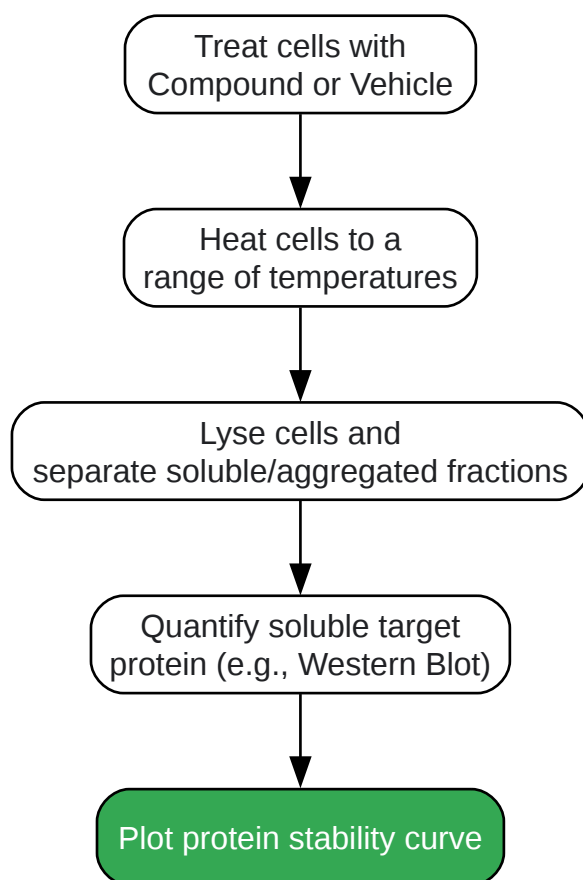 Treat cells with
Compound or Vehicle
Heat cells to a
range of temperatures
Lyse cells and
separate soluble/aggregated fractions
Quantify soluble target
protein (e.g., Western Blot)
Plot protein stability curve